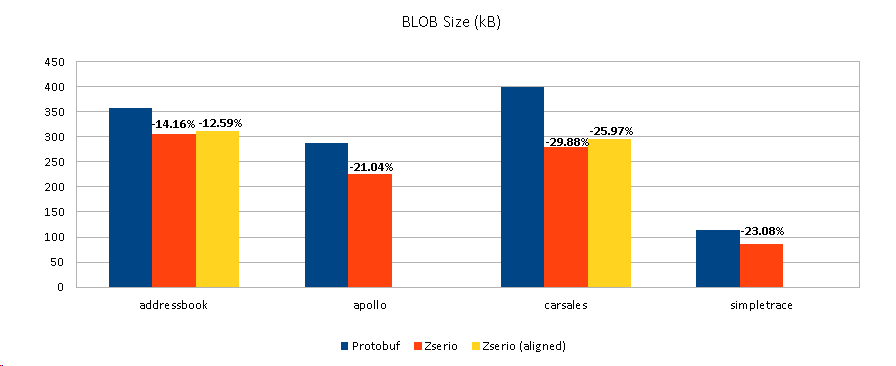 BLOB Size (kB)
450
400
350
300
250
200
150
100
50
0
-14.16%
-12.59%
-21.04%
-29.88%
-25.97%
-23.08%
addressbook
apollo
carsales
simpletrace
Protobuf
Zserio
Zserio (aligned)